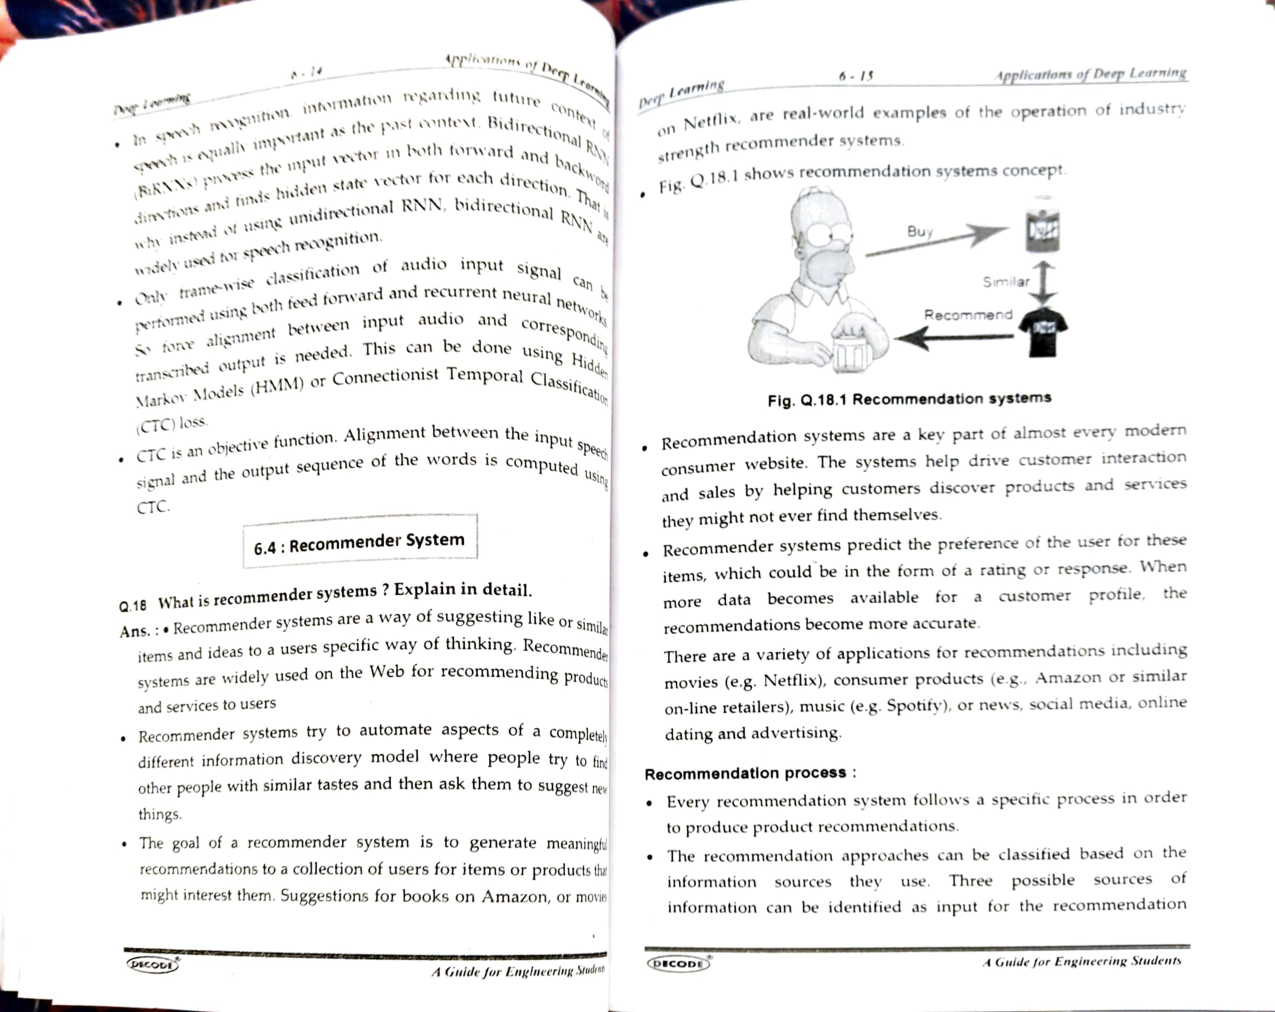 Deep Learning
6 - 14
Applications of Deep Learning
• In speech recognition, information regarding future context of
speech is equally important as the past context. Bidirectional RNN
(BiRNNs) process the input vector in both forward and backword
directions and finds hidden state vector for each direction. That is
why instead of using unidirectional RNN, bidirectional RNN are
widely used for speech recognition.
• Only frame-wise classification of audio input signal can be
performed using both feed forward and recurrent neural networks.
So force alignment between input audio and corresponding
transcribed output is needed. This can be done using Hidden
Markov Models (HMM) or Connectionist Temporal Classification
(CTC) loss.
• CTC is an objective function. Alignment between the input speech
signal and the output sequence of the words is computed using
CTC.
6.4 : Recommender System
Q.18 What is recommender systems ? Explain in detail.
Ans. : • Recommender systems are a way of suggesting like or similar
items and ideas to a users specific way of thinking. Recommender
systems are widely used on the Web for recommending products
and services to users
• Recommender systems try to automate aspects of a completely
different information discovery model where people try to find
other people with similar tastes and then ask them to suggest new
things.
• The goal of a recommender system is to generate meaningful
recommendations to a collection of users for items or products that
might interest them. Suggestions for books on Amazon, or movies
DECODE®
A Guide for Engineering Students
Deep Learning
6 - 15
Applications of Deep Learning
on Netflix, are real-world examples of the operation of industry
strength recommender systems.
• Fig. Q.18.1 shows recommendation systems concept.
Buy
Duff
Similar
Recommend
Fig. Q.18.1 Recommendation systems
• Recommendation systems are a key part of almost every modern
consumer website. The systems help drive customer interaction
and sales by helping customers discover products and services
they might not ever find themselves.
• Recommender systems predict the preference of the user for these
items, which could be in the form of a rating or response. When
more data becomes available for a customer profile, the
recommendations become more accurate.
There are a variety of applications for recommendations including
movies (e.g. Netflix), consumer products (e.g., Amazon or similar
on-line retailers), music (e.g. Spotify), or news, social media, online
dating and advertising.
Recommendation process :
• Every recommendation system follows a specific process in order
to produce product recommendations.
• The recommendation approaches can be classified based on the
information sources they use. Three possible sources of
information can be identified as input for the recommendation
DECODE®
A Guide for Engineering Students